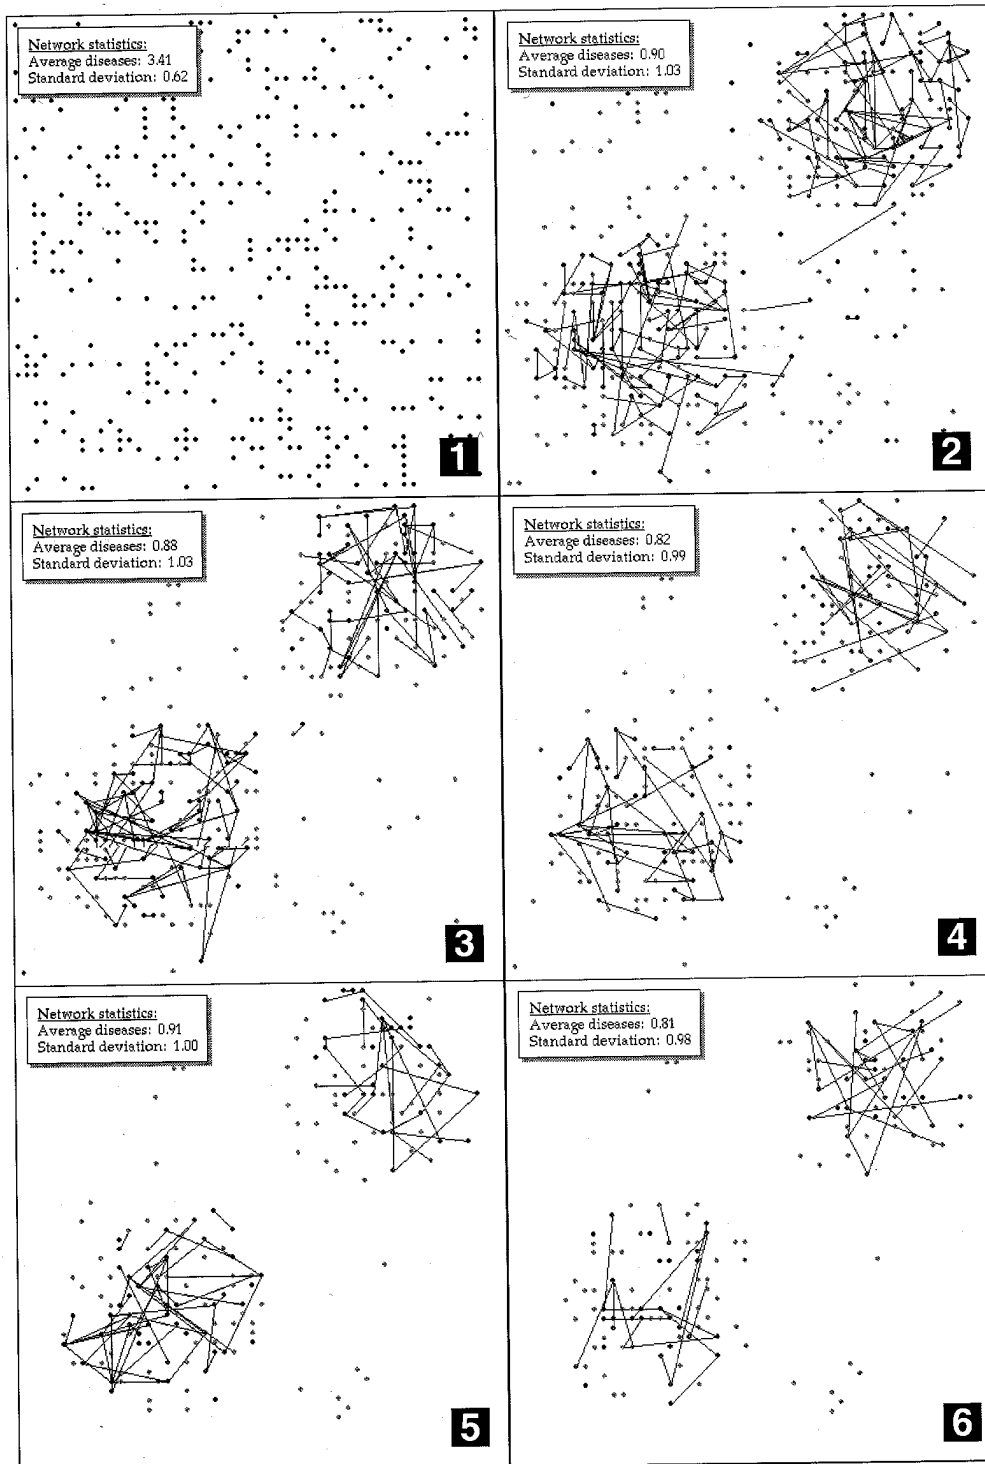 Network statistics:
Average diseases: 3.41
Standard deviation: 0.62
1
Network statistics:
Average diseases: 0.90
Standard deviation: 1.03
2
Network statistics:
Average diseases: 0.88
Standard deviation: 1.03
3
Network statistics:
Average diseases: 0.82
Standard deviation: 0.99
4
Network statistics:
Average diseases: 0.91
Standard deviation: 1.00
5
Network statistics:
Average diseases: 0.81
Standard deviation: 0.98
6